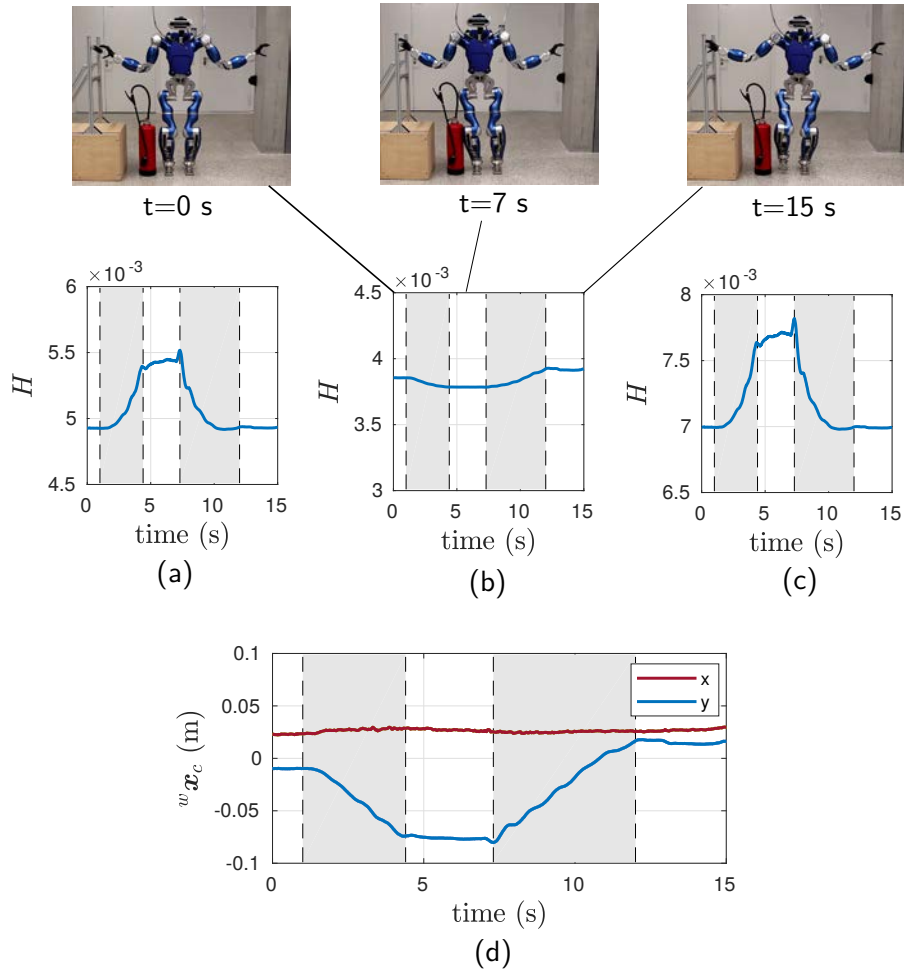 t=0 s
t=7 s
t=15 s
×10⁻³
6
5.5
5
4.5
H
0 5 10 15
time (s)
(a)
×10⁻³
4.5
4
3.5
3
H
0 5 10 15
time (s)
(b)
×10⁻³
8
7.5
7
6.5
H
0 5 10 15
time (s)
(c)
0.1
0.05
0
-0.05
-0.1
ʷ𝒙_c (m)
x
y
0 5 10 15
time (s)
(d)